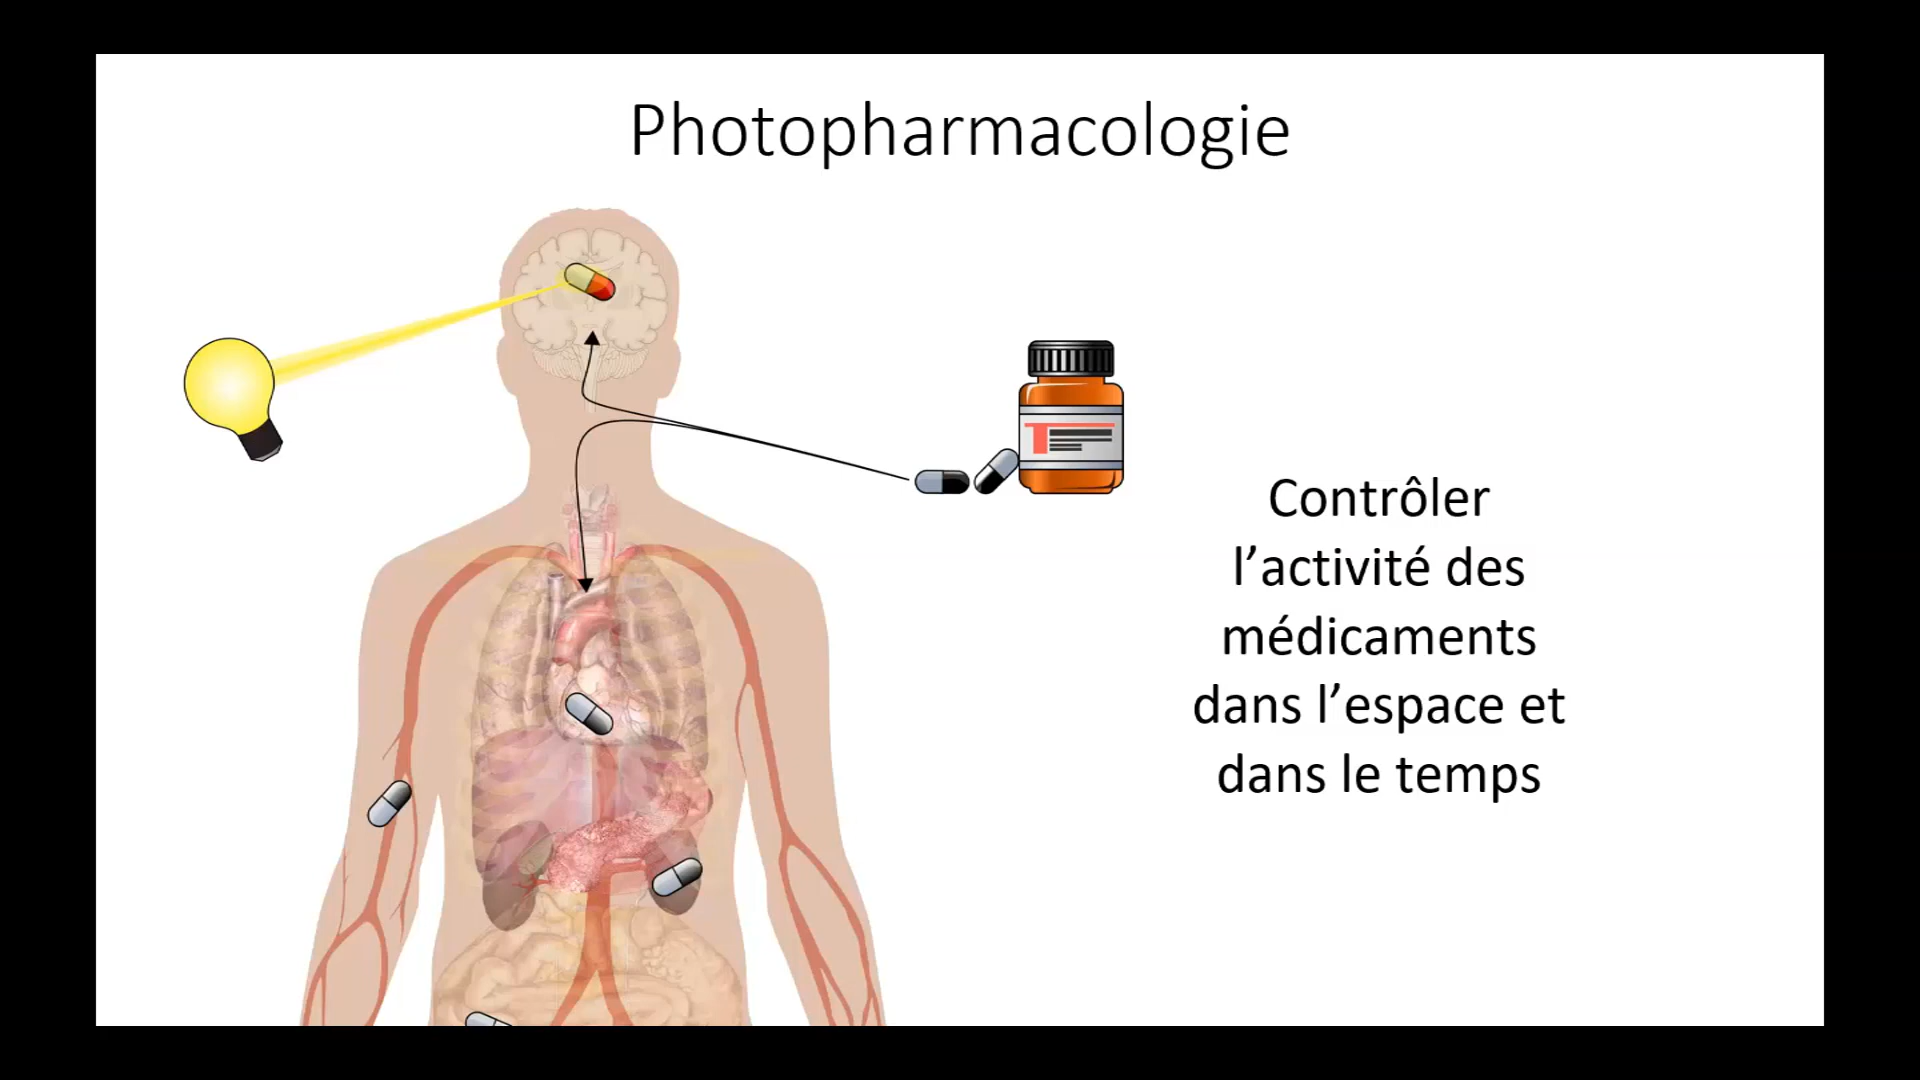 Photopharmacologie
Contrôler
l’activité des
médicaments
dans l’espace et
dans le temps